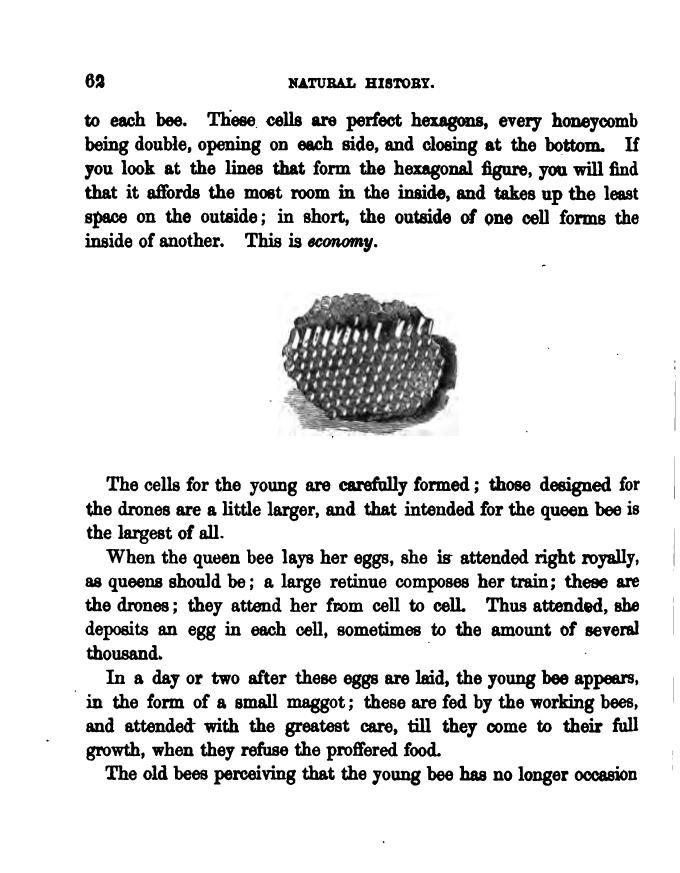 62 NATURAL HISTORY.
to each bee. These cells are perfect hexagons, every honeycomb
being double, opening on each side, and closing at the bottom. If
you look at the lines that form the hexagonal figure, you will find
that it affords the most room in the inside, and takes up the least
space on the outside; in short, the outside of one cell forms the
inside of another. This is economy.
The cells for the young are carefully formed; those designed for
the drones are a little larger, and that intended for the queen bee is
the largest of all.
When the queen bee lays her eggs, she is attended right royally,
as queens should be; a large retinue composes her train; these are
the drones; they attend her from cell to cell. Thus attended, she
deposits an egg in each cell, sometimes to the amount of several
thousand.
In a day or two after these eggs are laid, the young bee appears,
in the form of a small maggot; these are fed by the working bees,
and attended with the greatest care, till they come to their full
growth, when they refuse the proffered food.
The old bees perceiving that the young bee has no longer occasion